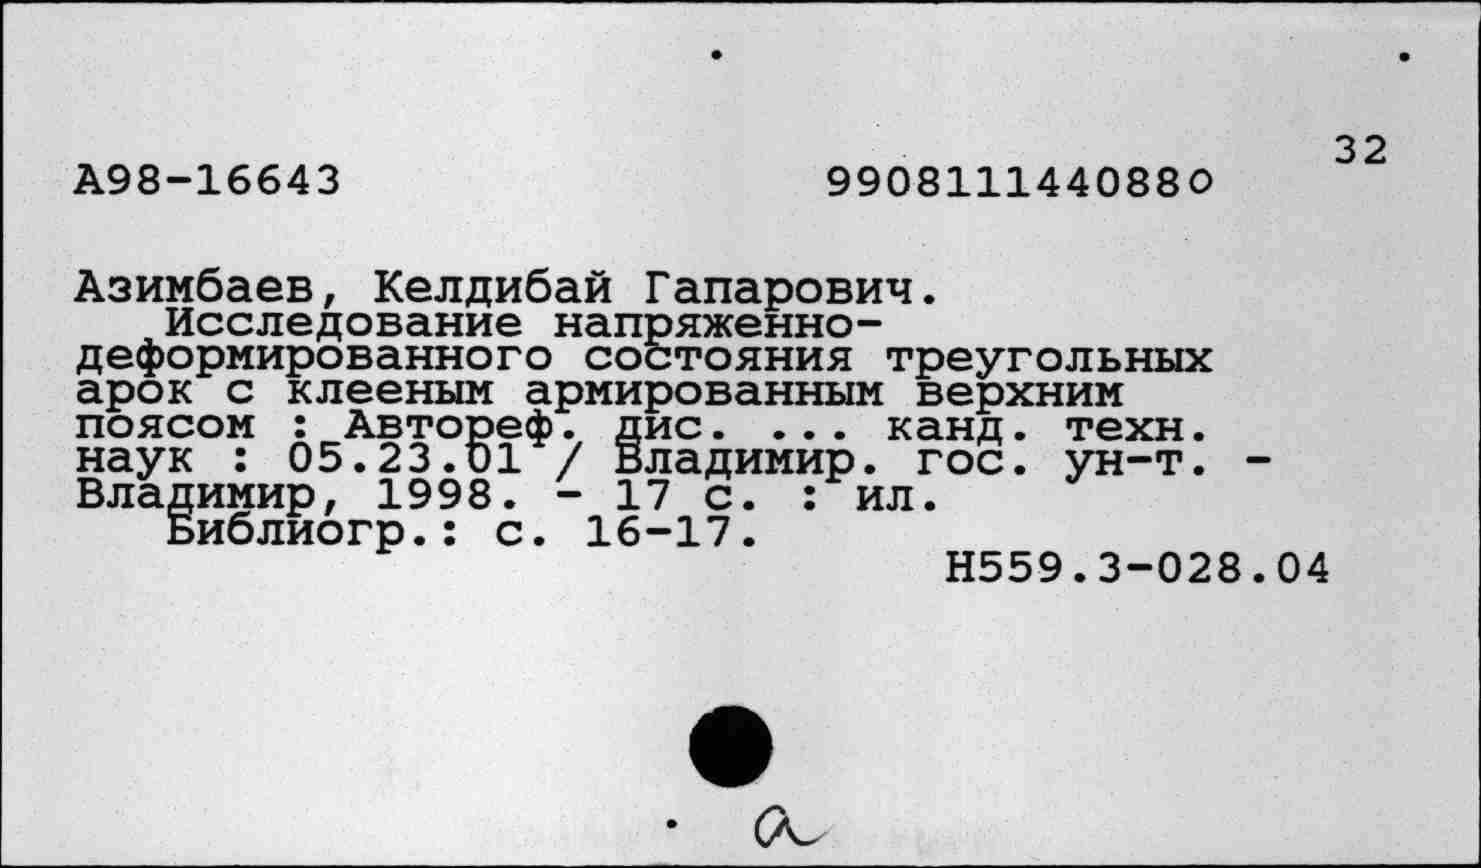 32
А98-16643 9908111440880
Азимбаев, Келдибай Гапарович.
Исследование напряженно-
деформированного состояния треугольных
арок с клееным армированным верхним
поясом : Автореф. дис. ... канд. техн.
наук : 05.23.01 / Владимир. гос. ун-т. -
Владимир, 1998. - 17 с. : ил.
Библиогр.: с. 16-17.
Н559.3-028.04
а